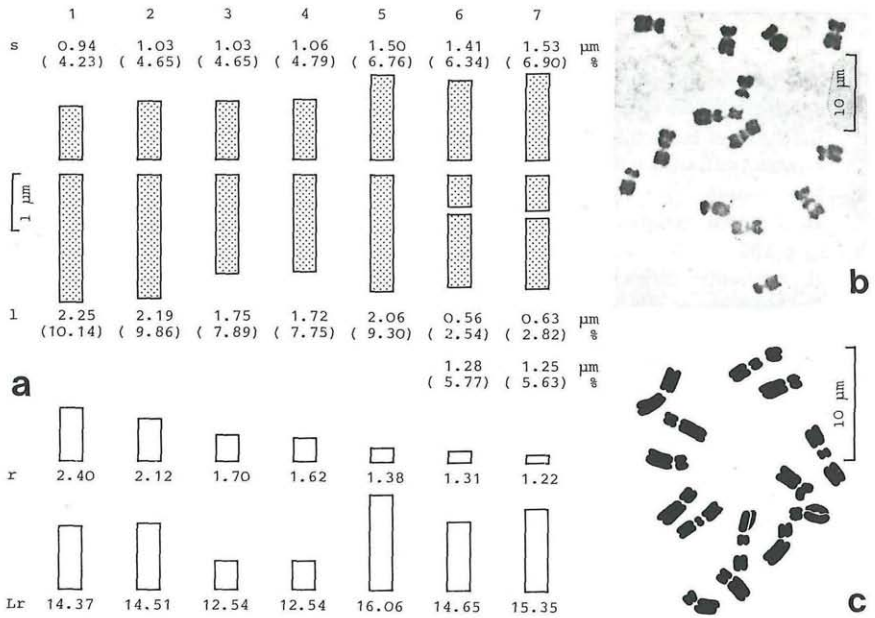 1 2 3 4 5 6 7
s 0.94 1.03 1.03 1.06 1.50 1.41 1.53 µm
( 4.23) ( 4.65) ( 4.65) ( 4.79) ( 6.76) ( 6.34) ( 6.90) %
1 µm
l 2.25 2.19 1.75 1.72 2.06 0.56 0.63 µm
(10.14) ( 9.86) ( 7.89) ( 7.75) ( 9.30) ( 2.54) ( 2.82) %
1.28 1.25 µm
( 5.77) ( 5.63) %
a
r 2.40 2.12 1.70 1.62 1.38 1.31 1.22
Lr 14.37 14.51 12.54 12.54 16.06 14.65 15.35
10 µm
b
10 µm
c